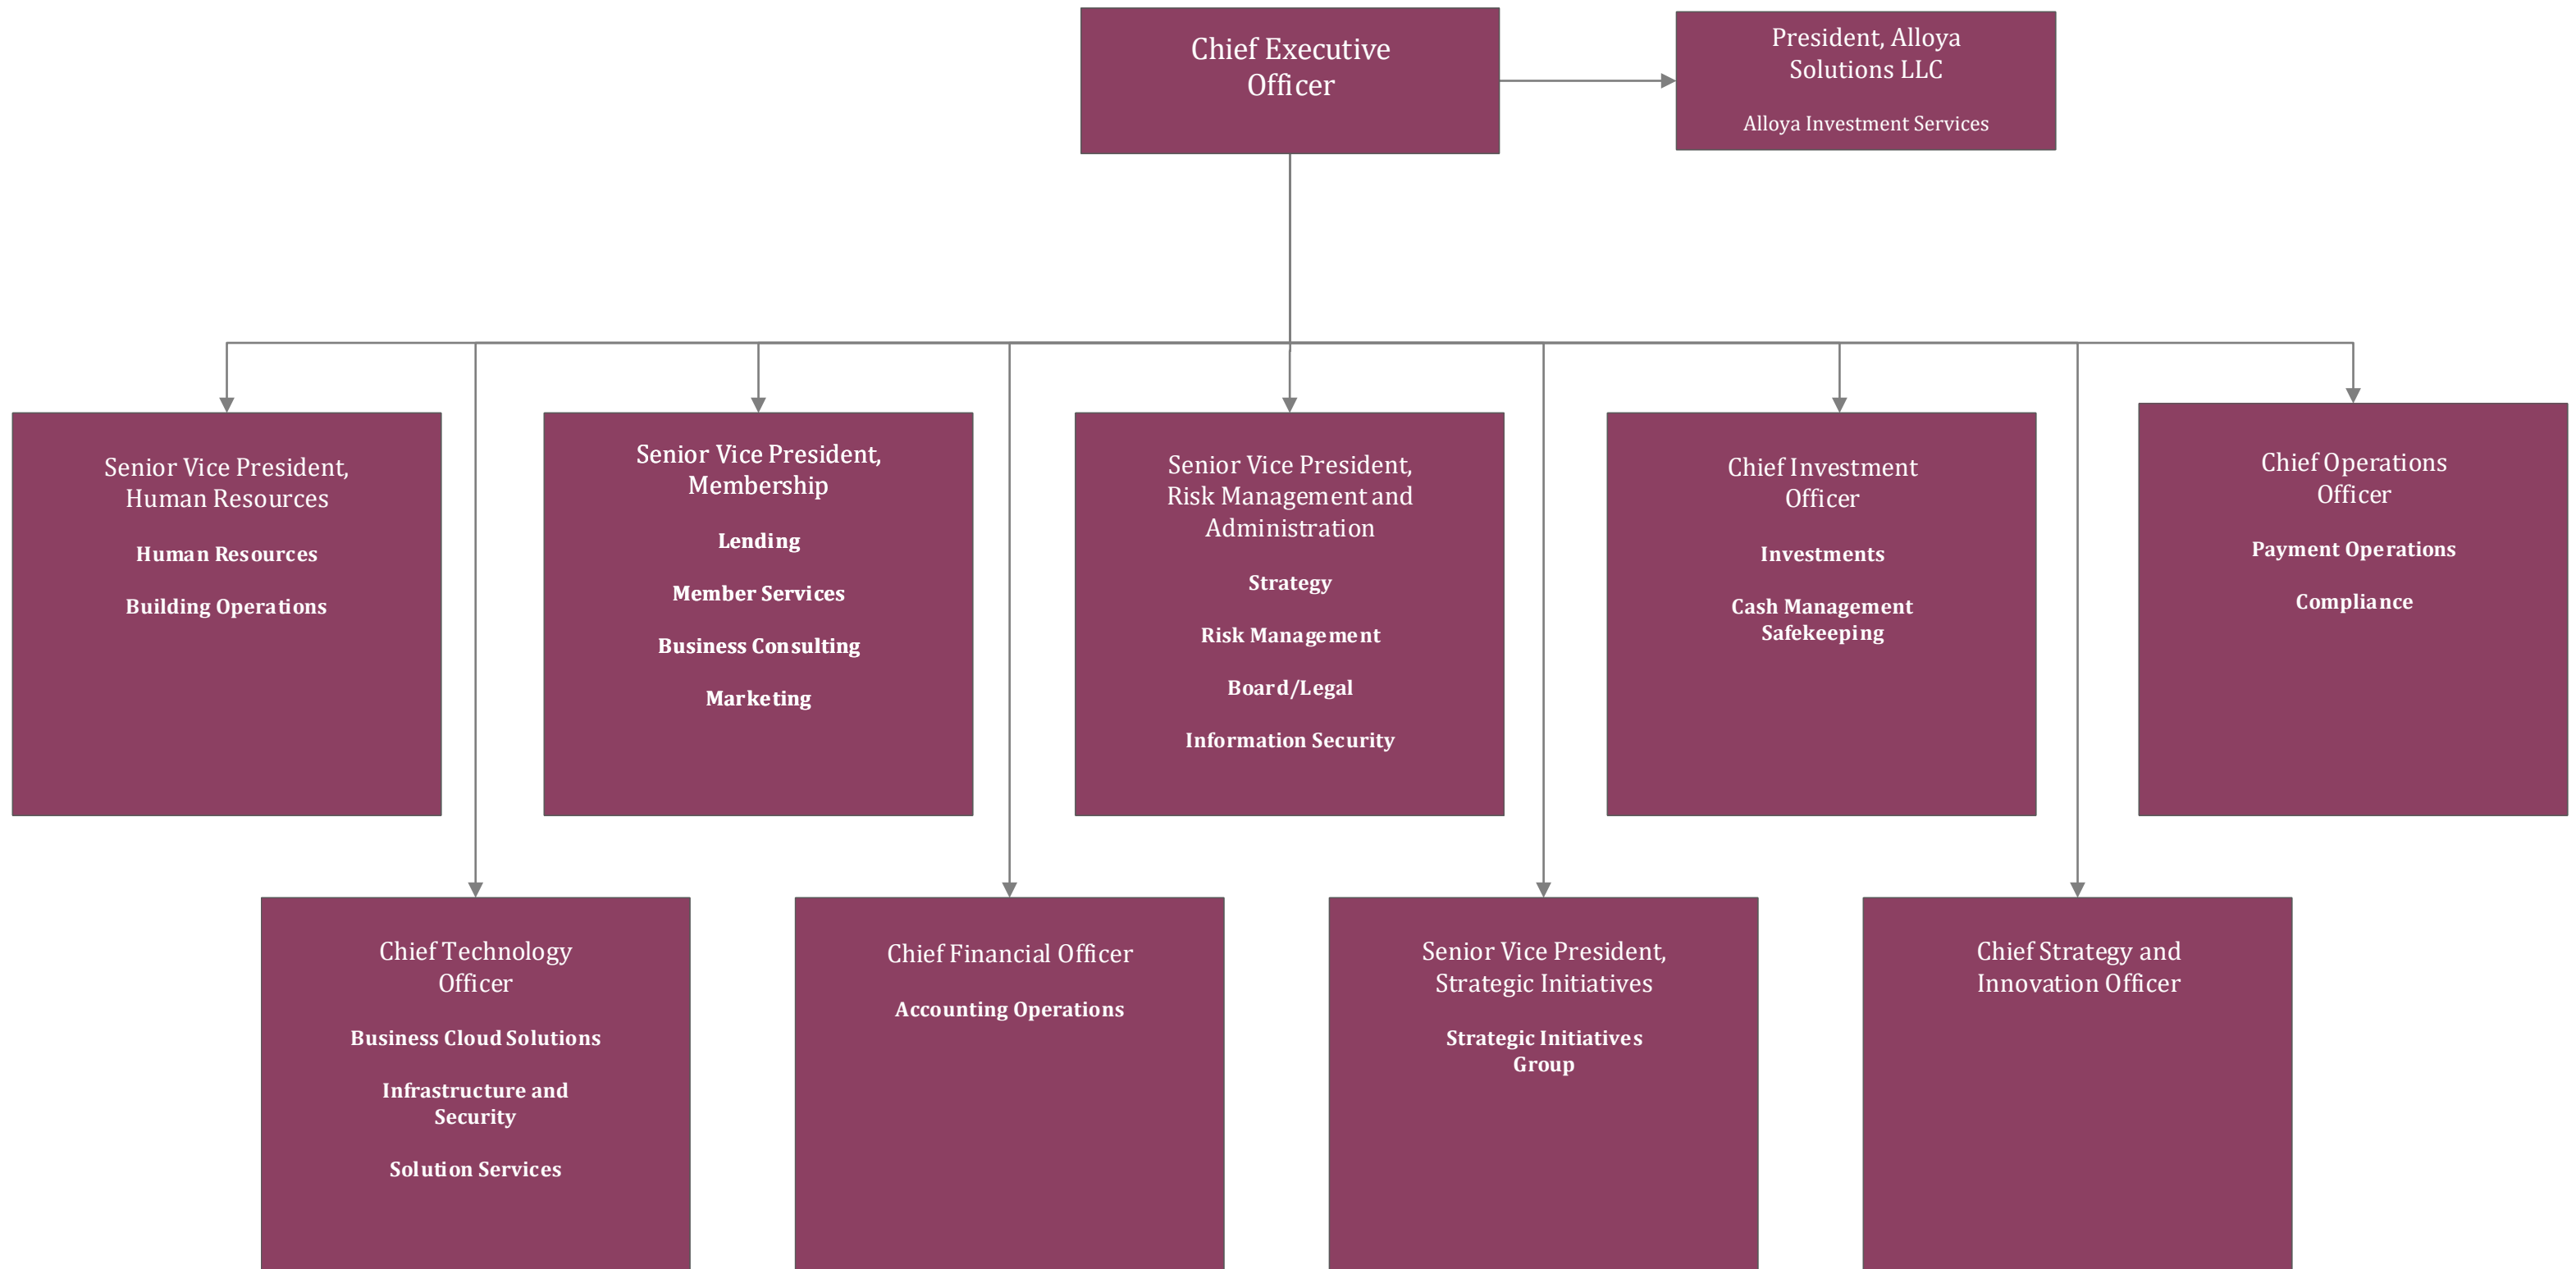 Chief Executive
Officer
President, Alloya
Solutions LLC
Alloya Investment Services
Senior Vice President,
Human Resources
Human Resources
Building Operations
Senior Vice President,
Membership
Lending
Member Services
Business Consulting
Marketing
Senior Vice President,
Risk Management and
Administration
Strategy
Risk Management
Board/Legal
Information Security
Chief Investment
Officer
Investments
Cash Management
Safekeeping
Chief Operations
Officer
Payment Operations
Compliance
Chief Technology
Officer
Business Cloud Solutions
Infrastructure and
Security
Solution Services
Chief Financial Officer
Accounting Operations
Senior Vice President,
Strategic Initiatives
Strategic Initiatives
Group
Chief Strategy and
Innovation Officer